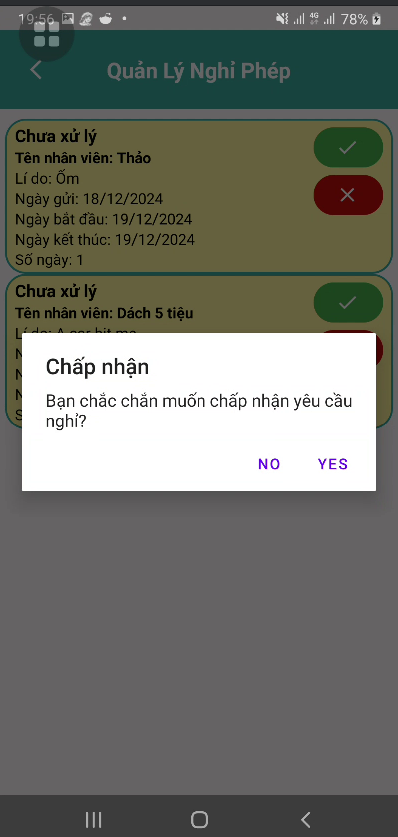 19:56 4G 78%
Quản Lý Nghỉ Phép
Chưa xử lý
Tên nhân viên: Thảo
Lí do: Ốm
Ngày gửi: 18/12/2024
Ngày bắt đầu: 19/12/2024
Ngày kết thúc: 19/12/2024
Số ngày: 1
Chưa xử lý
Tên nhân viên: Dách 5 tiệu
Chấp nhận
Bạn chắc chắn muốn chấp nhận yêu cầu
nghỉ?
NO YES